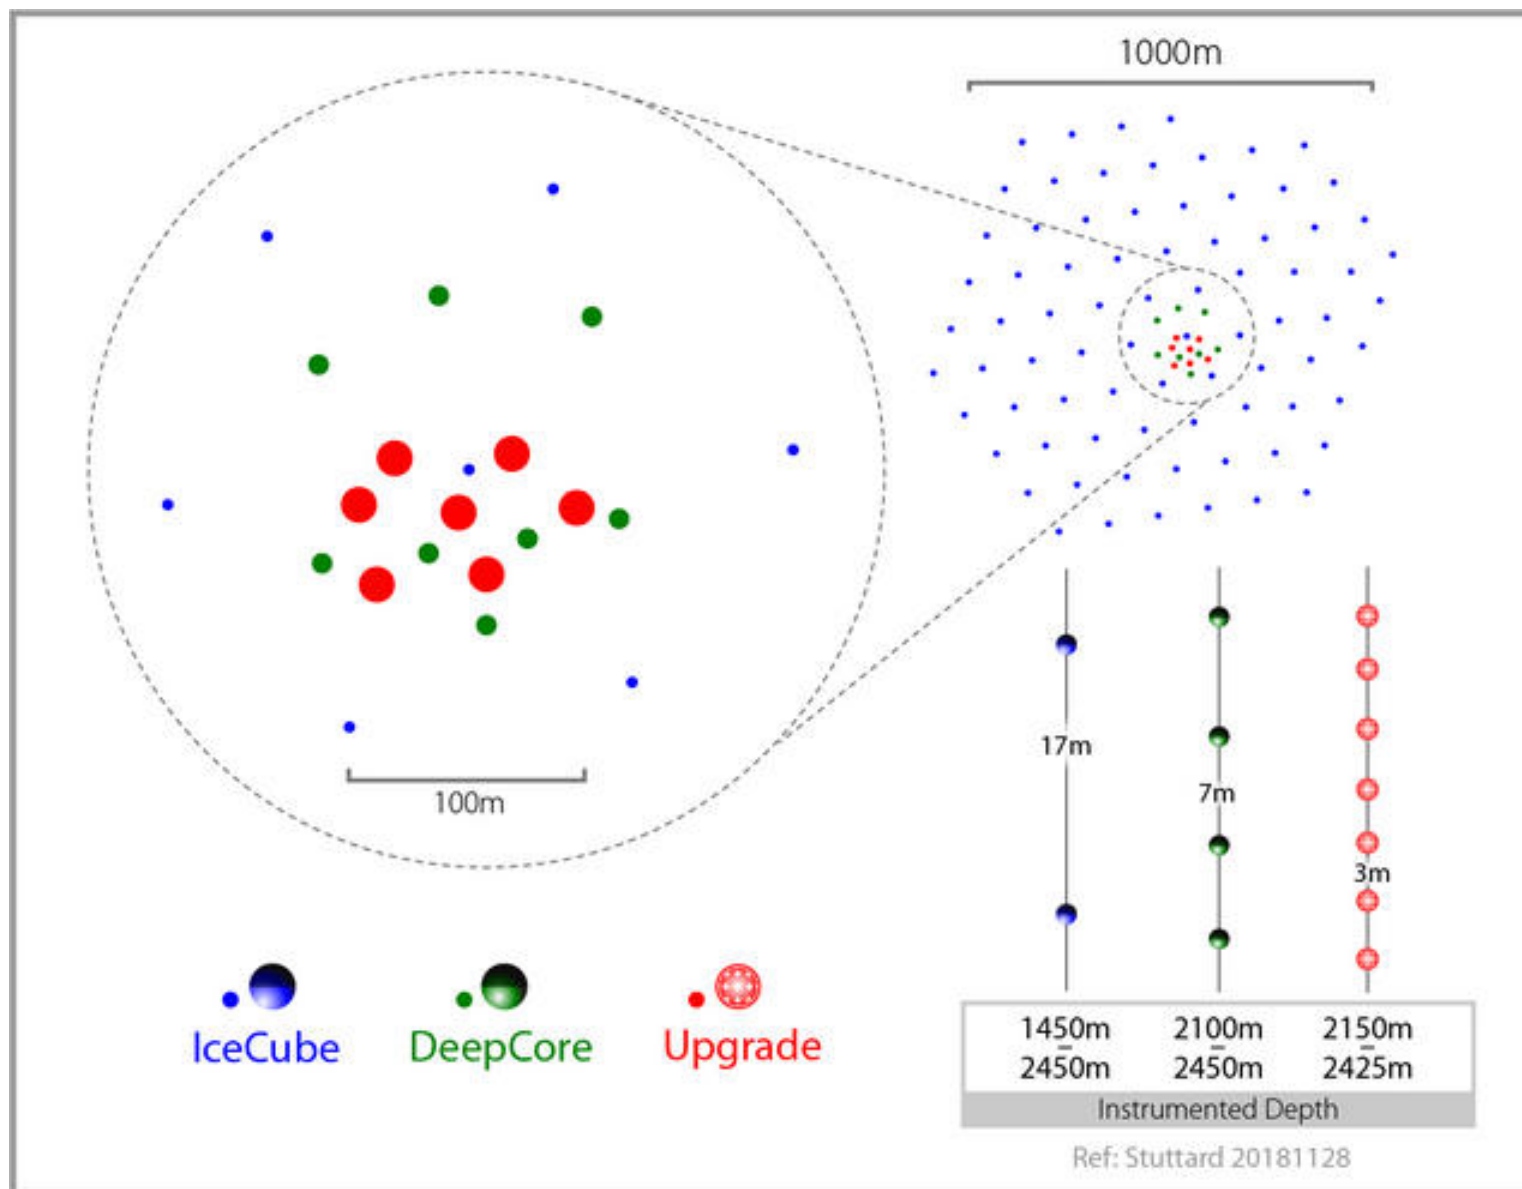 1000m
100m
17m
7m
3m
IceCube
DeepCore
Upgrade
1450m
–
2450m
2100m
–
2450m
2150m
–
2425m
Instrumented Depth
Ref: Stuttard 20181128